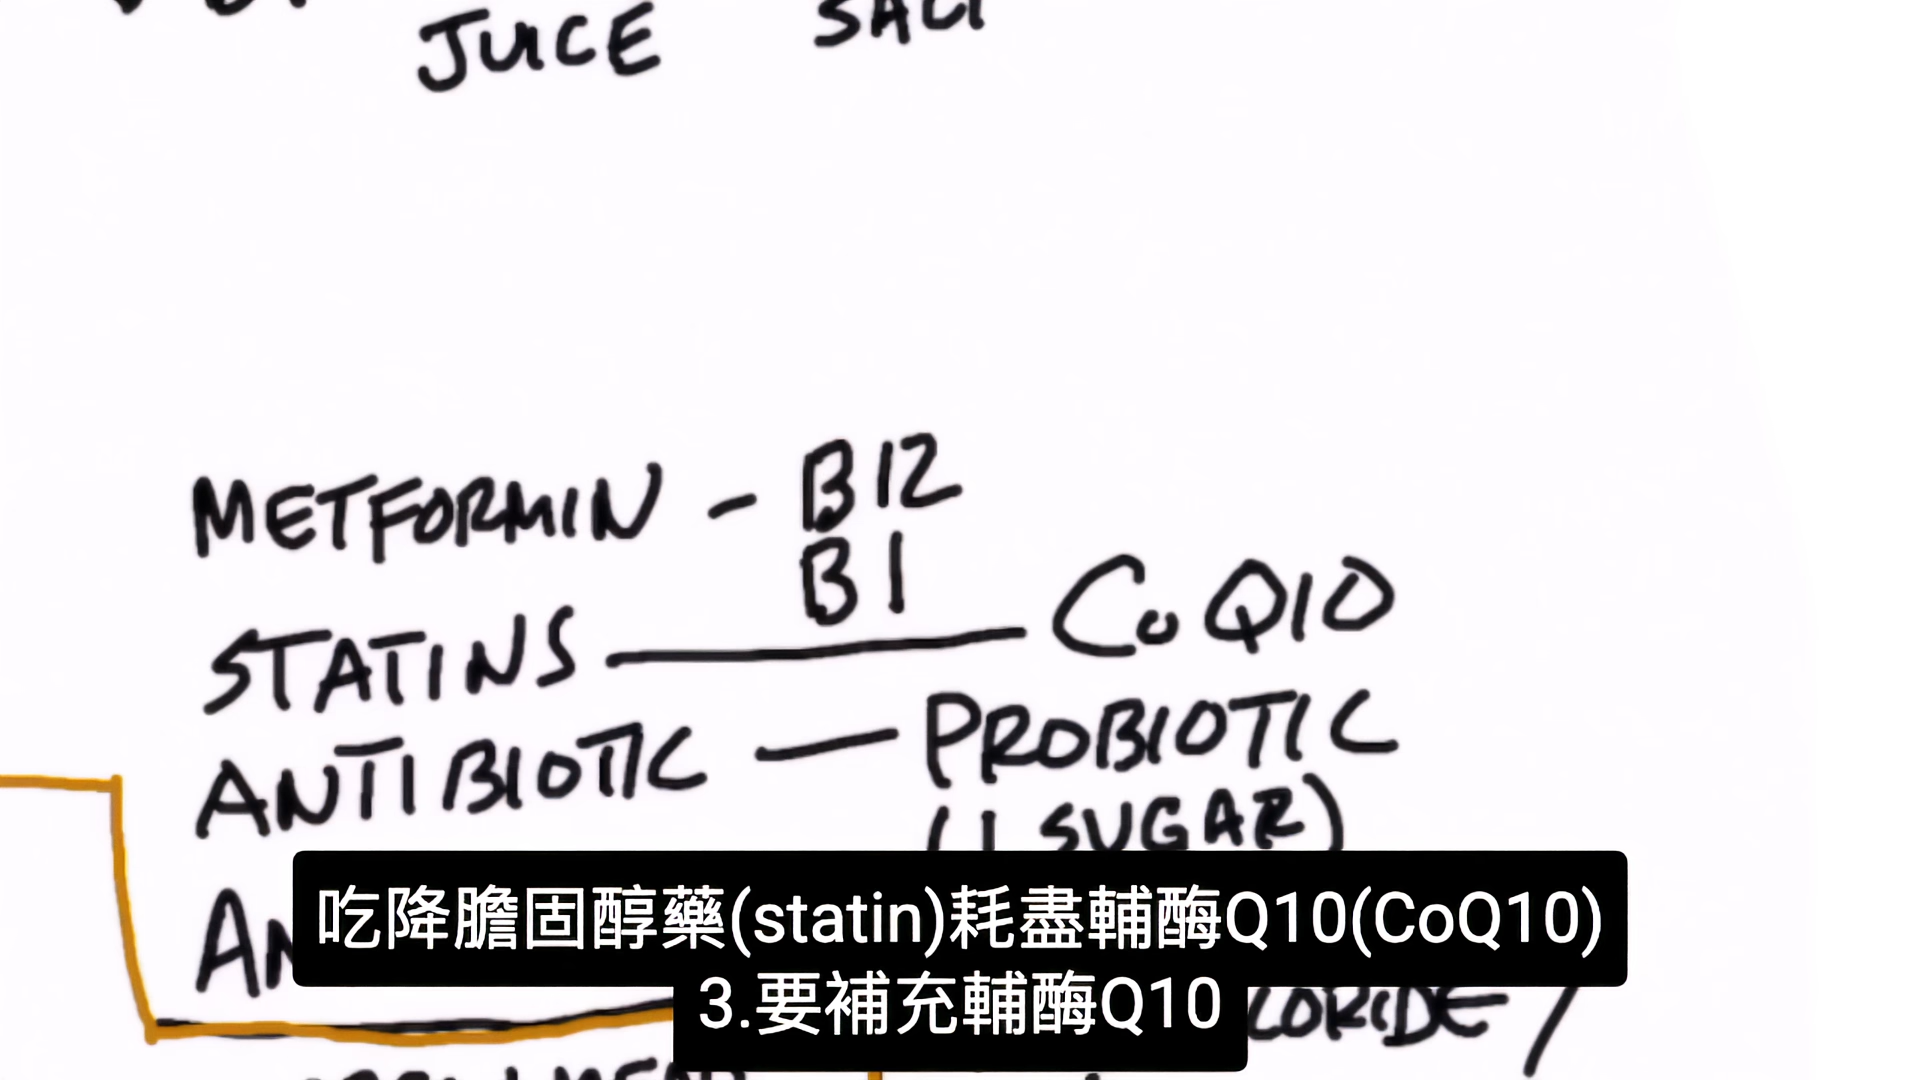 JUICE
METFORMIN - B12
B1
STATINS — CoQ10
ANTIBIOTIC — PROBIOTIC
SUGAR)
吃降膽固醇藥(statin)耗盡輔酶Q10(CoQ10)
3.要補充輔酶Q10